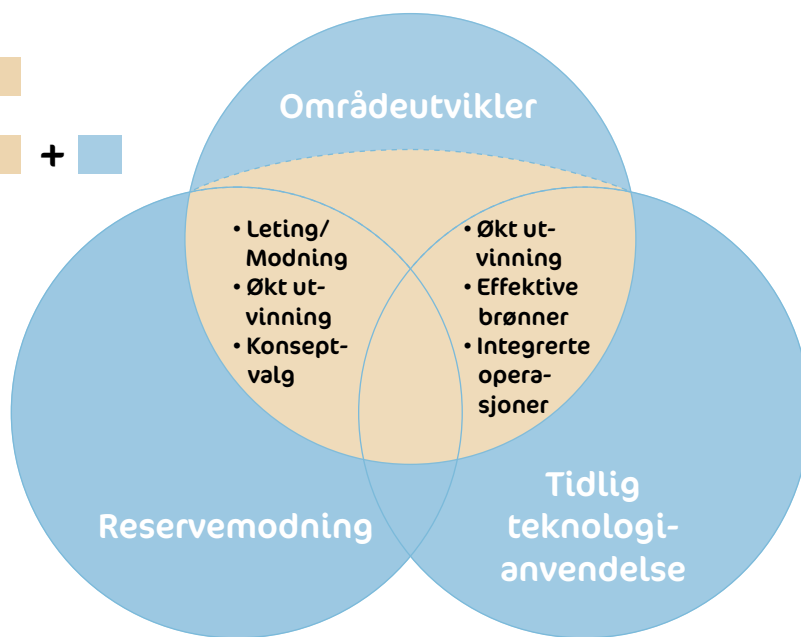 Områdeutvikler
+
• Leting/
Modning
• Økt ut-
vinning
• Konsept-
valg
• Økt ut-
vinning
• Effektive
brønner
• Integrerte
opera-
sjoner
Reservemodning
Tidlig
teknologi-
anvendelse